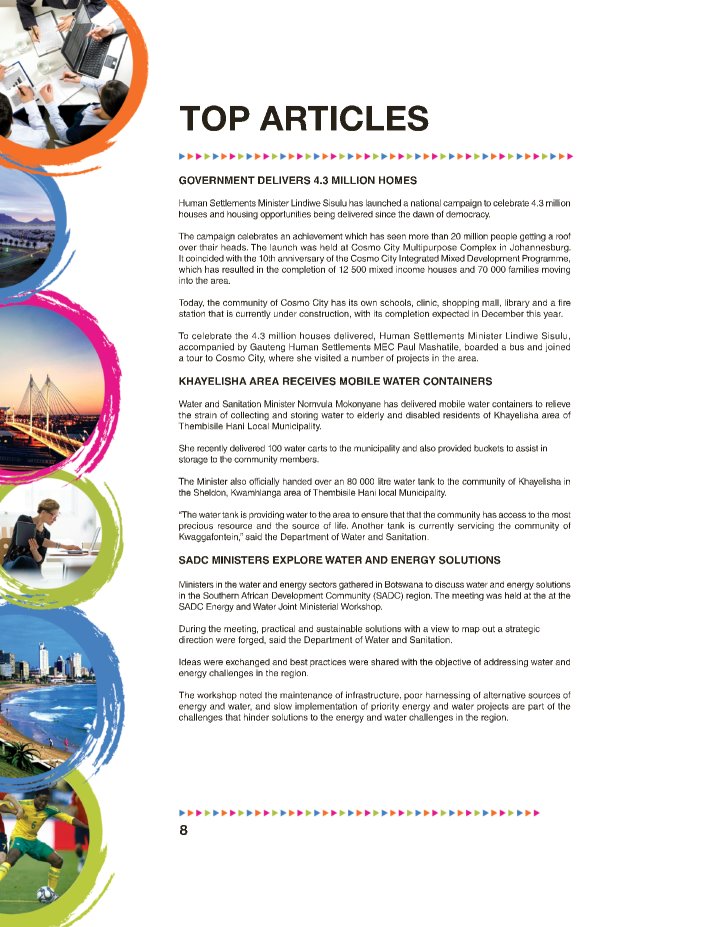 TOP ARTICLES
GOVERNMENT DELIVERS 4.3 MILLION HOMES
Human Settlements Minister Lindiwe Sisulu has launched a national campaign to celebrate 4.3 million
houses and housing opportunities being delivered since the dawn of democracy.
The campaign celebrates an achievement which has seen more than 20 million people getting a roof
over their heads. The launch was held at Cosmo City Multipurpose Complex in Johannesburg.
It coincided with the 10th anniversary of the Cosmo City Integrated Mixed Development Programme,
which has resulted in the completion of 12 500 mixed income houses and 70 000 families moving
into the area.
Today, the community of Cosmo City has its own schools, clinic, shopping mall, library and a fire
station that is currently under construction, with its completion expected in December this year.
To celebrate the 4.3 million houses delivered, Human Settlements Minister Lindiwe Sisulu,
accompanied by Gauteng Human Settlements MEC Paul Mashatile, boarded a bus and joined
a tour to Cosmo City, where she visited a number of projects in the area.
KHAYELISHA AREA RECEIVES MOBILE WATER CONTAINERS
Water and Sanitation Minister Nomvula Mokonyane has delivered mobile water containers to relieve
the strain of collecting and storing water to elderly and disabled residents of Khayelisha area of
Thembisile Hani Local Municipality.
She recently delivered 100 water carts to the municipality and also provided buckets to assist in
storage to the community members.
The Minister also officially handed over an 80 000 litre water tank to the community of Khayelisha in
the Sheldon, Kwamhlanga area of Thembisile Hani local Municipality.
"The water tank is providing water to the area to ensure that that the community has access to the most
precious resource and the source of life. Another tank is currently servicing the community of
Kwaggafontein," said the Department of Water and Sanitation.
SADC MINISTERS EXPLORE WATER AND ENERGY SOLUTIONS
Ministers in the water and energy sectors gathered in Botswana to discuss water and energy solutions
in the Southern African Development Community (SADC) region. The meeting was held at the at the
SADC Energy and Water Joint Ministerial Workshop.
During the meeting, practical and sustainable solutions with a view to map out a strategic
direction were forged, said the Department of Water and Sanitation.
Ideas were exchanged and best practices were shared with the objective of addressing water and
energy challenges in the region.
The workshop noted the maintenance of infrastructure, poor harnessing of alternative sources of
energy and water, and slow implementation of priority energy and water projects are part of the
challenges that hinder solutions to the energy and water challenges in the region.
8